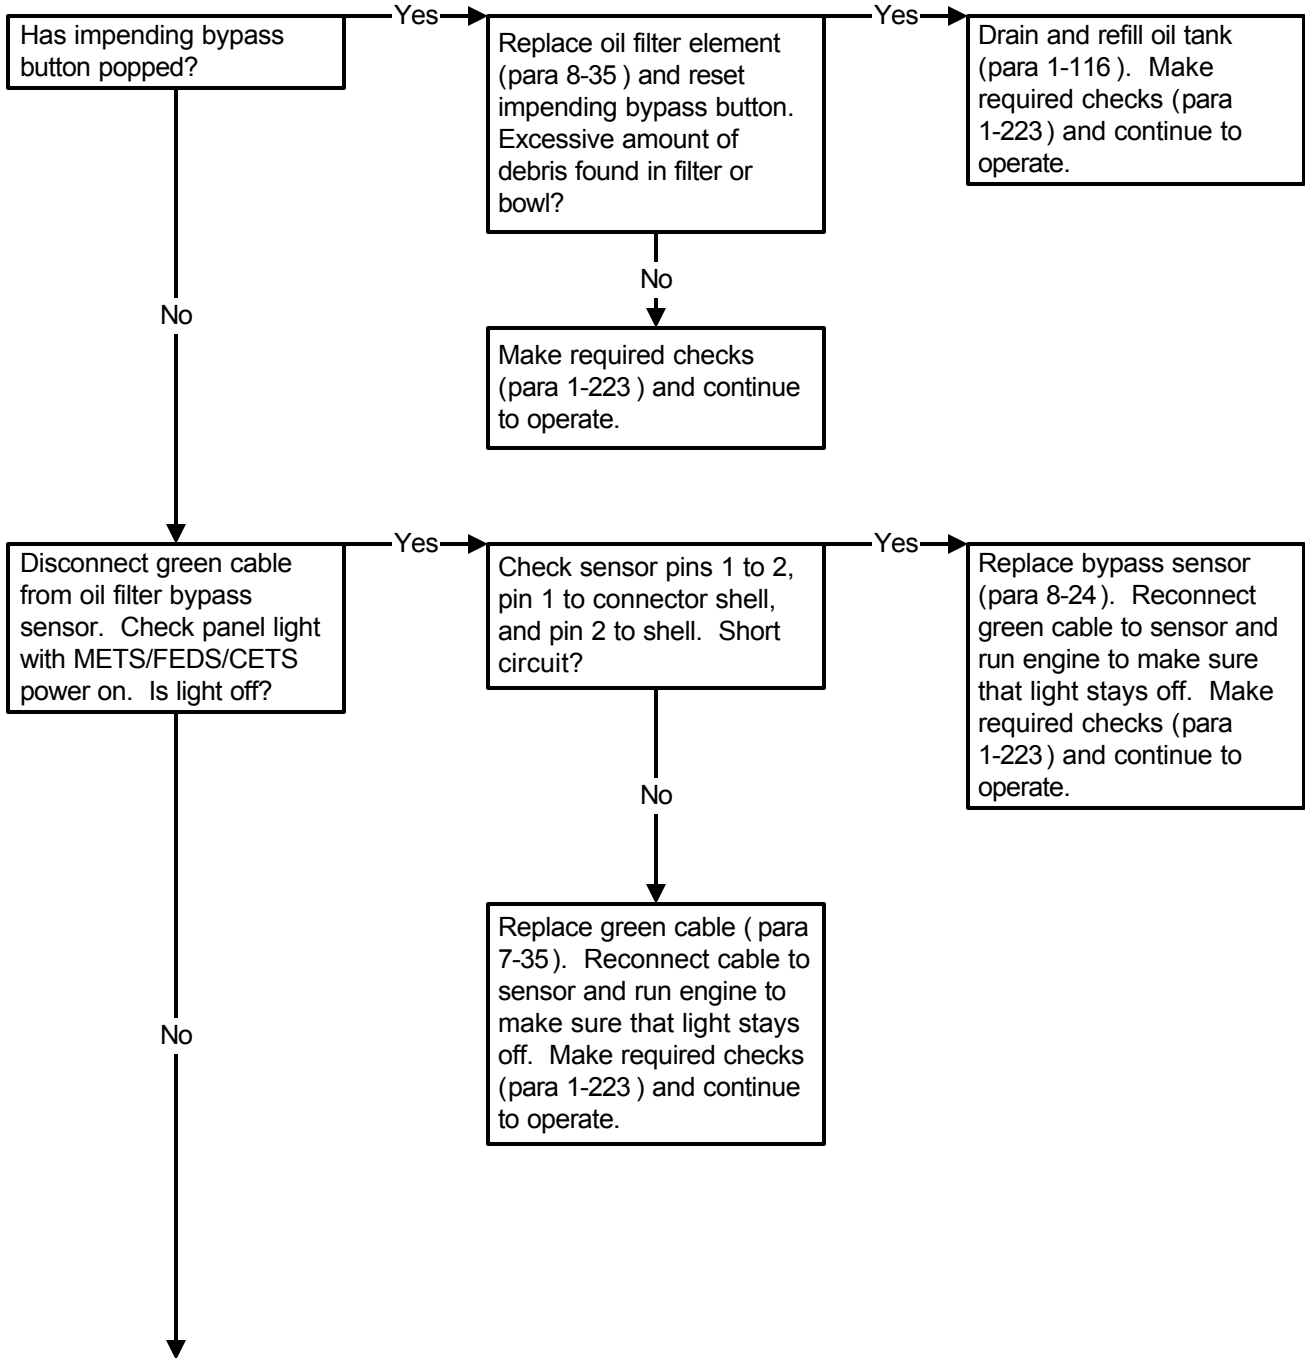 Has impending bypass
button popped?
Yes
Replace oil filter element
(para 8-35 ) and reset
impending bypass button.
Excessive amount of
debris found in filter or
bowl?
Yes
Drain and refill oil tank
(para 1-116 ).  Make
required checks (para
1-223 ) and continue to
operate.
No
Make required checks
(para 1-223 ) and continue
to operate.
No
Disconnect green cable
from oil filter bypass
sensor.  Check panel light
with METS/FEDS/CETS
power on.  Is light off?
Yes
Check sensor pins 1 to 2,
pin 1 to connector shell,
and pin 2 to shell.  Short
circuit?
Yes
Replace bypass sensor
(para 8-24 ).  Reconnect
green cable to sensor and
run engine to make sure
that light stays off.  Make
required checks (para
1-223 ) and continue to
operate.
No
Replace green cable ( para
7-35 ).  Reconnect cable to
sensor and run engine to
make sure that light stays
off.  Make required checks
(para 1-223 ) and continue
to operate.
No